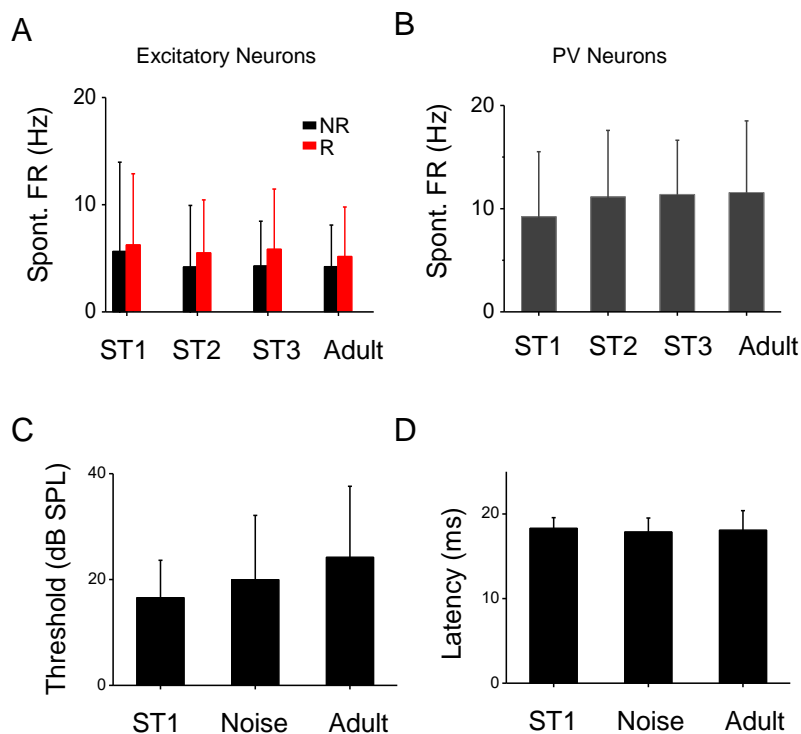 A
Excitatory Neurons
Spont. FR (Hz)
20
10
0
NR
R
ST1 ST2 ST3 Adult
B
PV Neurons
Spont. FR (Hz)
20
10
0
ST1 ST2 ST3 Adult
C
Threshold (dB SPL)
40
20
0
ST1 Noise Adult
D
Latency (ms)
20
10
0
ST1 Noise Adult